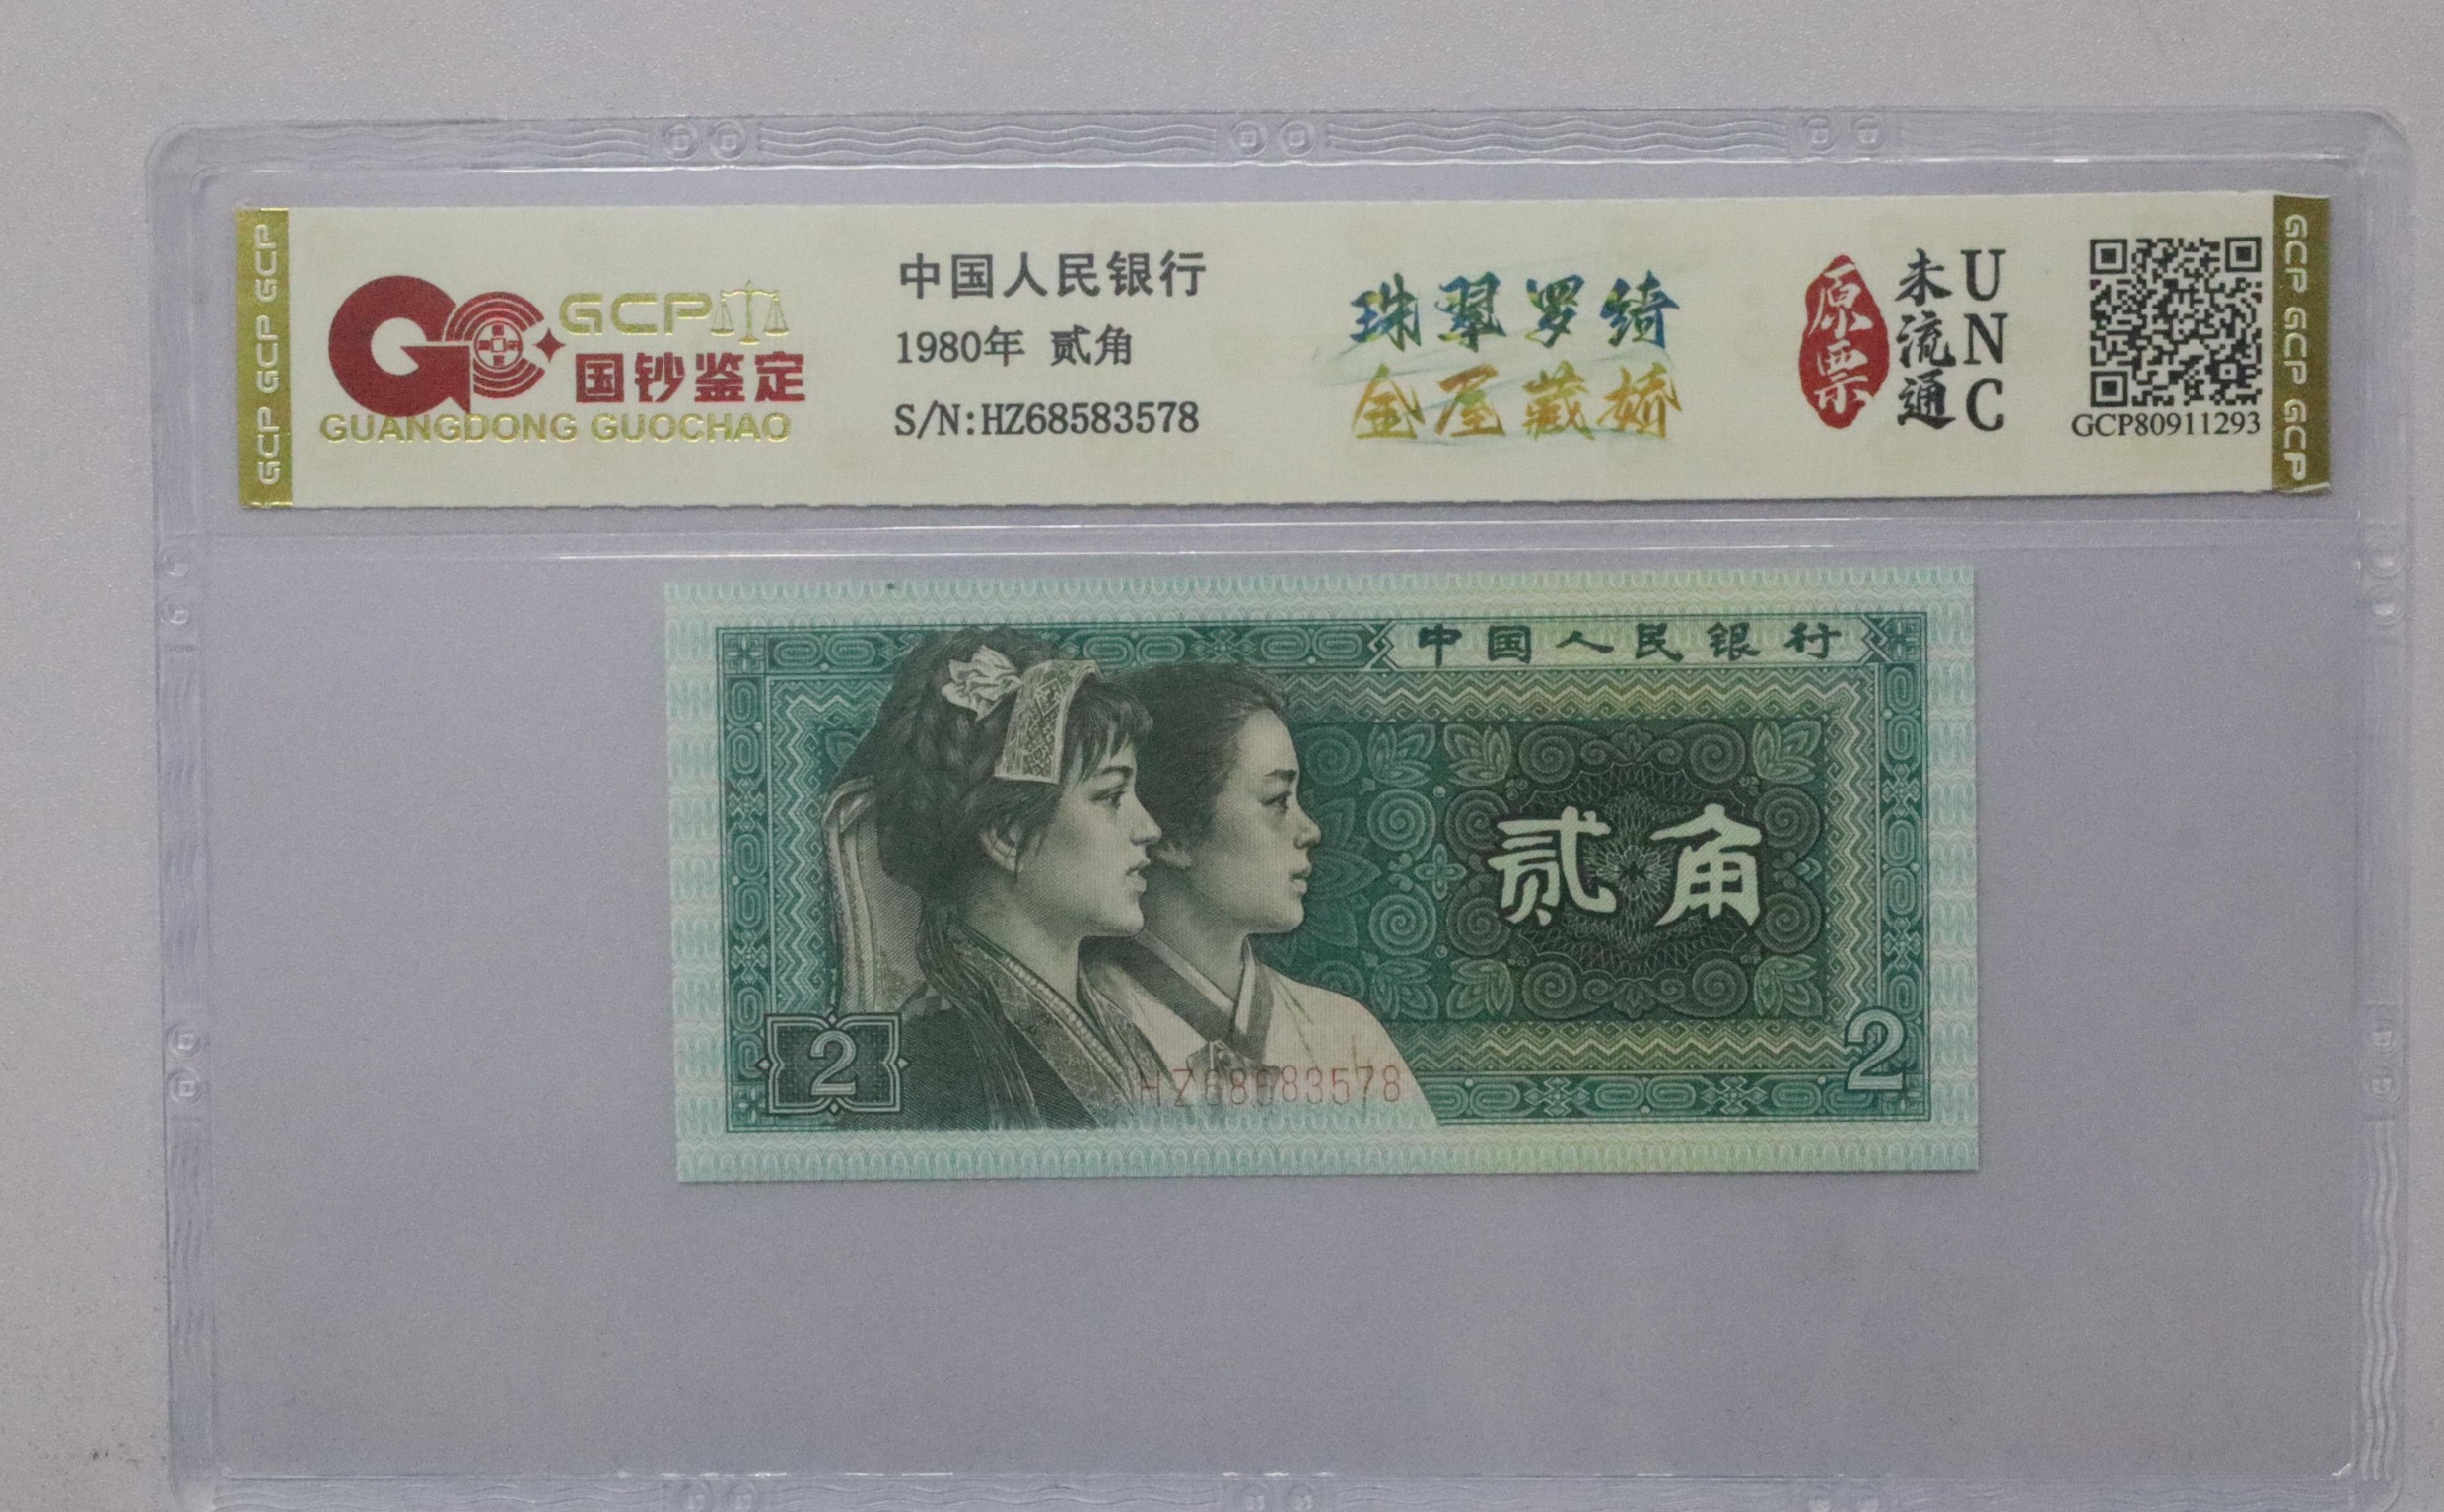 GCP GCP GCP
GCP
国钞鉴定
GUANGDONG GUOCHAO
中国人民银行
1980年 贰角
S/N:HZ68583578
珠翠罗绮
金屋藏娇
原票
未流通
UNC
GCP80911293
GCP GCP GCP
中国人民银行
贰角
2
HZ68583578
2